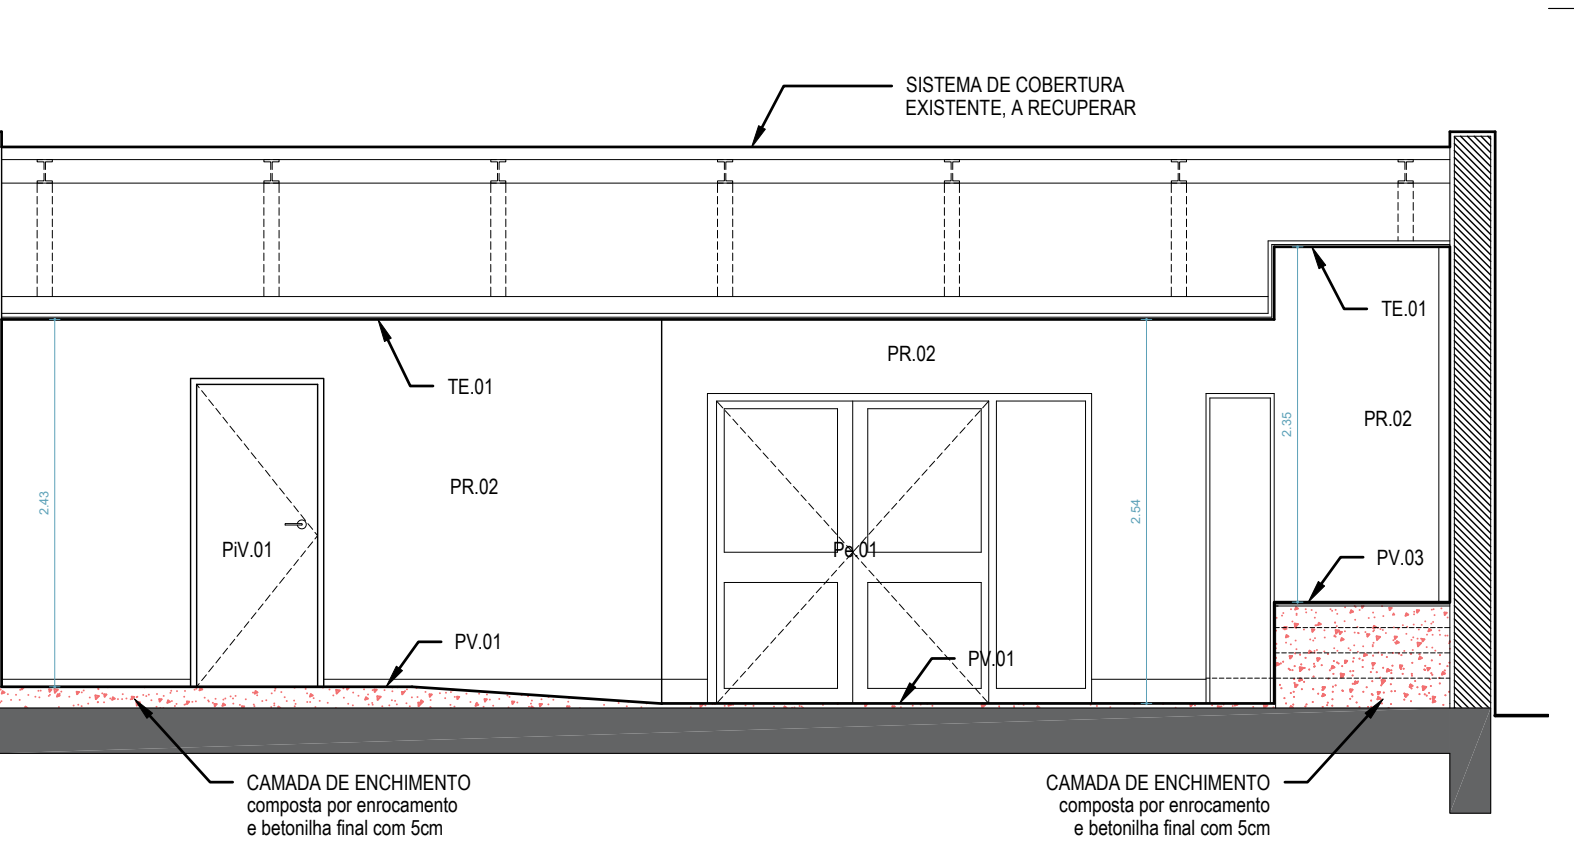 SISTEMA DE COBERTURA
EXISTENTE, A RECUPERAR
TE.01
PR.02
TE.01
PR.02
2.35
2.43
PR.02
2.54
PiV.01
Pe.01
PV.03
PV.01
PV.01
CAMADA DE ENCHIMENTO
composta por enrocamento
e betonilha final com 5cm
CAMADA DE ENCHIMENTO
composta por enrocamento
e betonilha final com 5cm